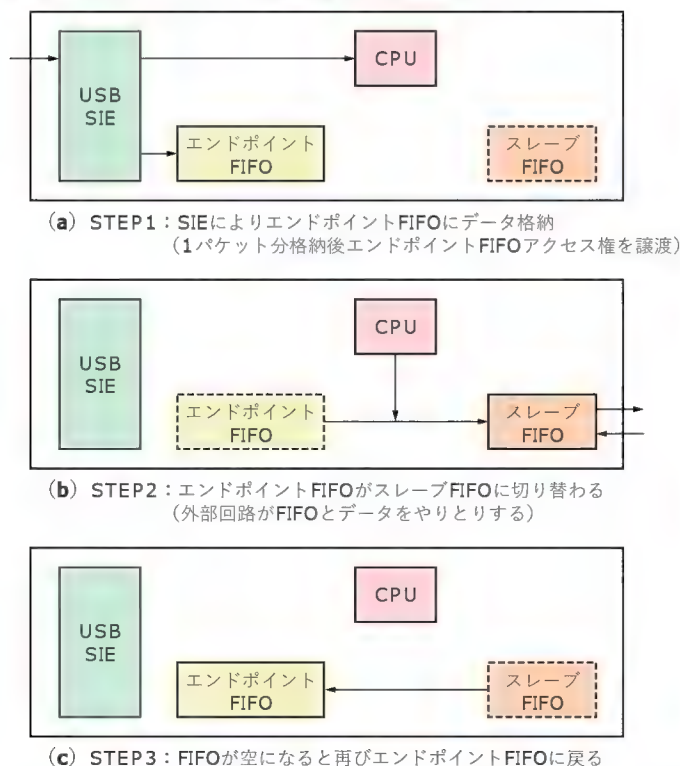 CPU
USB
SIE
エンドポイント
FIFO
スレーブ
FIFO
(a) STEP1：SIEによりエンドポイントFIFOにデータ格納
（1パケット分格納後エンドポイントFIFOアクセス権を譲渡）
CPU
USB
SIE
エンドポイント
FIFO
スレーブ
FIFO
(b) STEP2：エンドポイントFIFOがスレーブFIFOに切り替わる
（外部回路がFIFOとデータをやりとりする）
CPU
USB
SIE
エンドポイント
FIFO
スレーブ
FIFO
(c) STEP3：FIFOが空になると再びエンドポイントFIFOに戻る